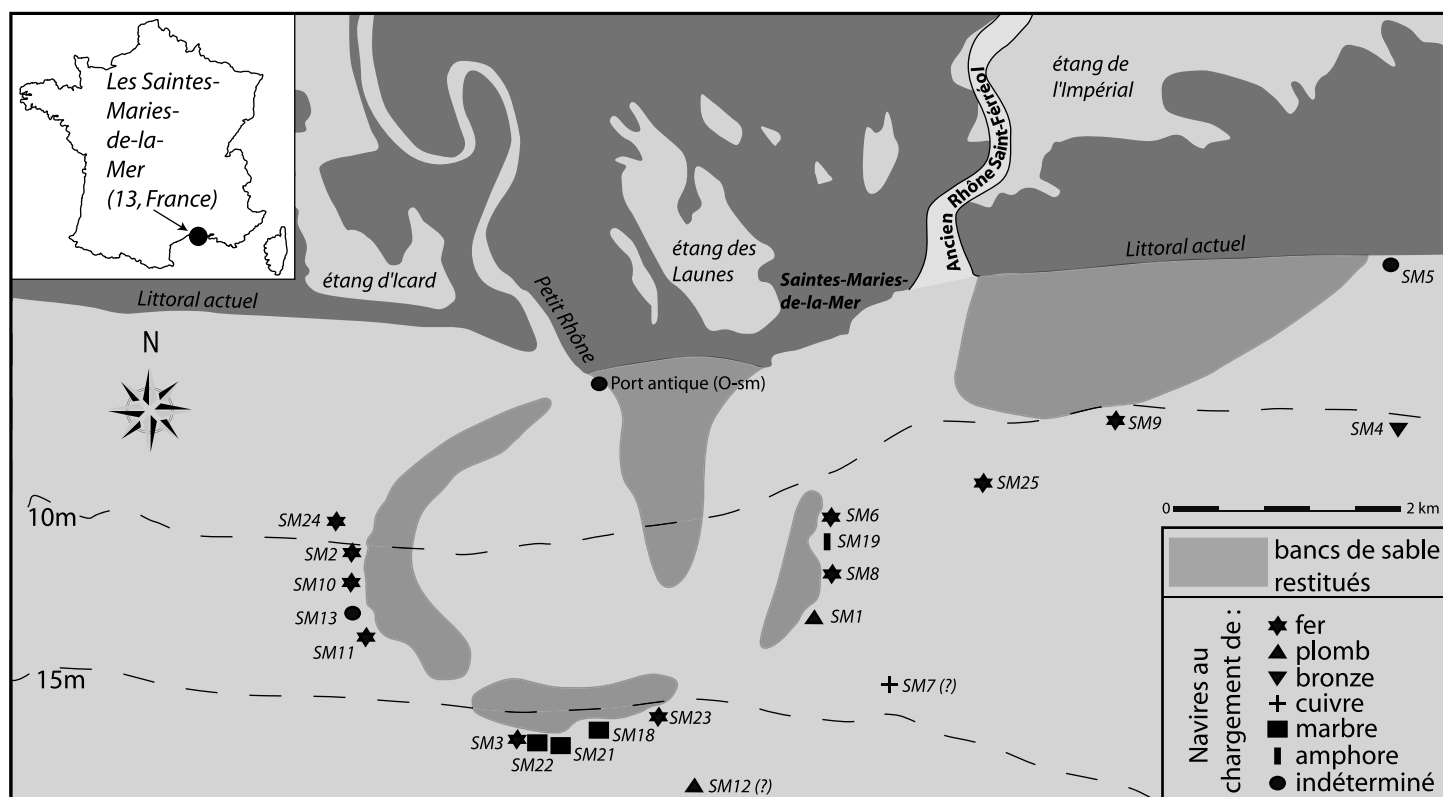 Les Saintes-
Maries-
de-la-
Mer
(13, France)
étang de
l'Impérial
Ancien Rhône Saint-Férréol
étang d'Icard
étang des
Launes
Saintes-Maries-
de-la-Mer
Littoral actuel
Littoral actuel
Petit Rhône
SM5
N
Port antique (O-sm)
SM9
SM4
SM25
0 2 km
10m
SM24
SM2
SM10
SM13
SM11
SM6
SM19
SM8
SM1
15m
SM7 (?)
SM23
SM18
SM3
SM21
SM22
SM12 (?)
bancs de sable
restitués
Navires au
chargement de :
fer
plomb
bronze
cuivre
marbre
amphore
indéterminé